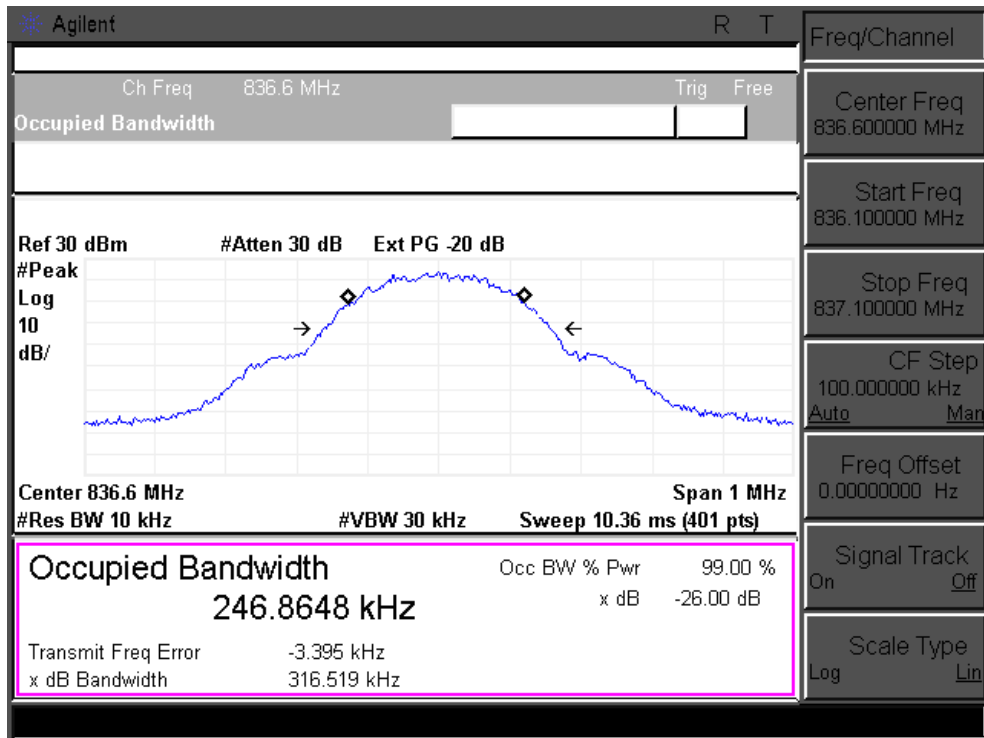 Agilent R T
Ch Freq 836.6 MHz Trig Free
Occupied Bandwidth
Ref 30 dBm #Atten 30 dB Ext PG -20 dB
#Peak
Log
10
dB/
Center 836.6 MHz Span 1 MHz
#Res BW 10 kHz #VBW 30 kHz Sweep 10.36 ms (401 pts)
Occupied Bandwidth Occ BW % Pwr 99.00 %
246.8648 kHz x dB -26.00 dB
Transmit Freq Error -3.395 kHz
x dB Bandwidth 316.519 kHz
Freq/Channel
Center Freq
836.600000 MHz
Start Freq
836.100000 MHz
Stop Freq
837.100000 MHz
CF Step
100.000000 kHz
Auto Man
Freq Offset
0.00000000 Hz
Signal Track
On Off
Scale Type
Log Lin